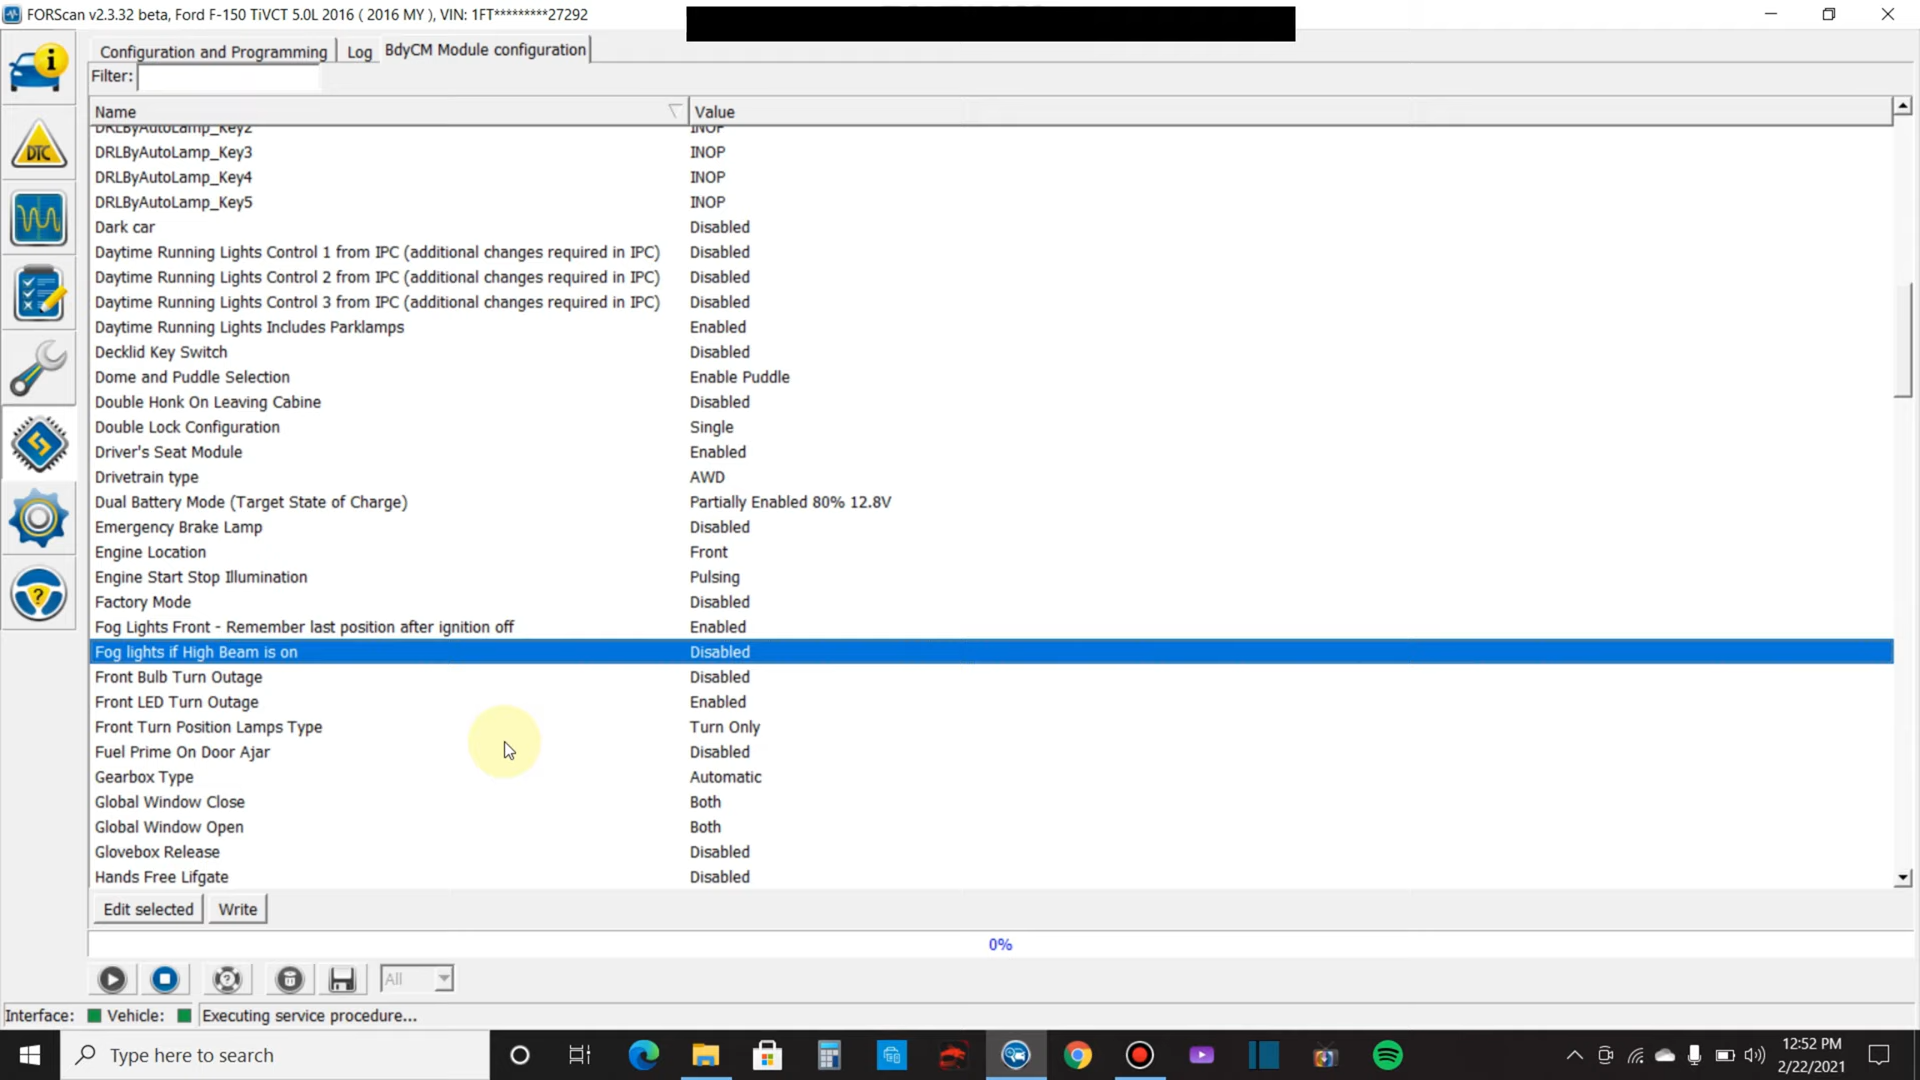 FORScan v2.3.32 beta, Ford F-150 TiVCT 5.0L 2016 ( 2016 MY ), VIN: 1FT*********27292
Configuration and Programming Log BdyCM Module configuration
Filter:
Name Value
DRLByAutoLamp_Key2 INOP
DRLByAutoLamp_Key3 INOP
DRLByAutoLamp_Key4 INOP
DRLByAutoLamp_Key5 INOP
Dark car Disabled
Daytime Running Lights Control 1 from IPC (additional changes required in IPC) Disabled
Daytime Running Lights Control 2 from IPC (additional changes required in IPC) Disabled
Daytime Running Lights Control 3 from IPC (additional changes required in IPC) Disabled
Daytime Running Lights Includes Parklamps Enabled
Decklid Key Switch Disabled
Dome and Puddle Selection Enable Puddle
Double Honk On Leaving Cabine Disabled
Double Lock Configuration Single
Driver's Seat Module Enabled
Drivetrain type AWD
Dual Battery Mode (Target State of Charge) Partially Enabled 80% 12.8V
Emergency Brake Lamp Disabled
Engine Location Front
Engine Start Stop Illumination Pulsing
Factory Mode Disabled
Fog Lights Front - Remember last position after ignition off Enabled
Fog lights if High Beam is on Disabled
Front Bulb Turn Outage Disabled
Front LED Turn Outage Enabled
Front Turn Position Lamps Type Turn Only
Fuel Prime On Door Ajar Disabled
Gearbox Type Automatic
Global Window Close Both
Global Window Open Both
Glovebox Release Disabled
Hands Free Lifgate Disabled
Edit selected Write
0%
All
Interface: Vehicle: Executing service procedure...
Type here to search
12:52 PM
2/22/2021
DTC